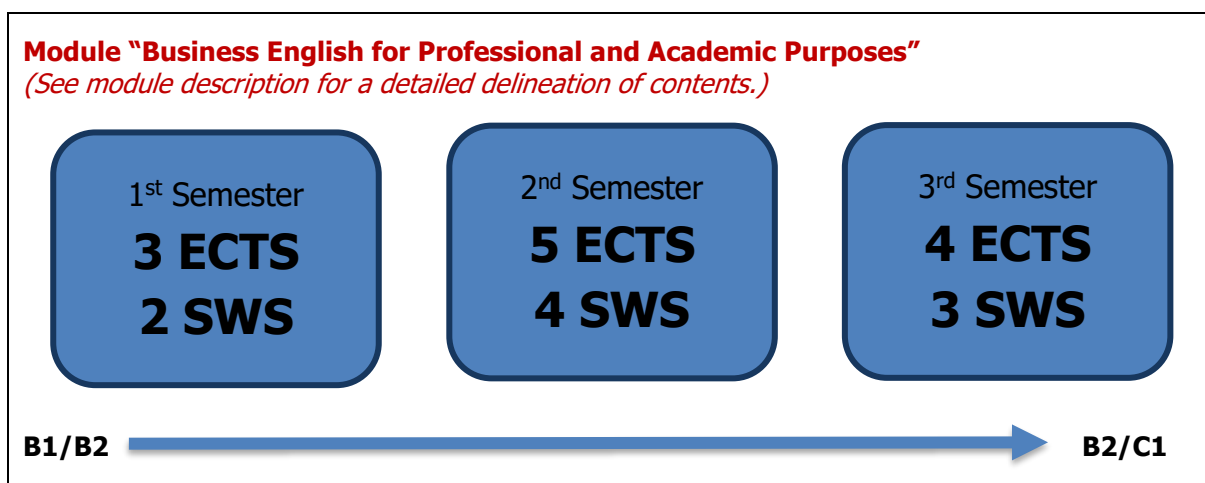 Module “Business English for Professional and Academic Purposes”
(See module description for a detailed delineation of contents.)
1st Semester
3 ECTS
2 SWS
2nd Semester
5 ECTS
4 SWS
3rd Semester
4 ECTS
3 SWS
B1/B2
B2/C1